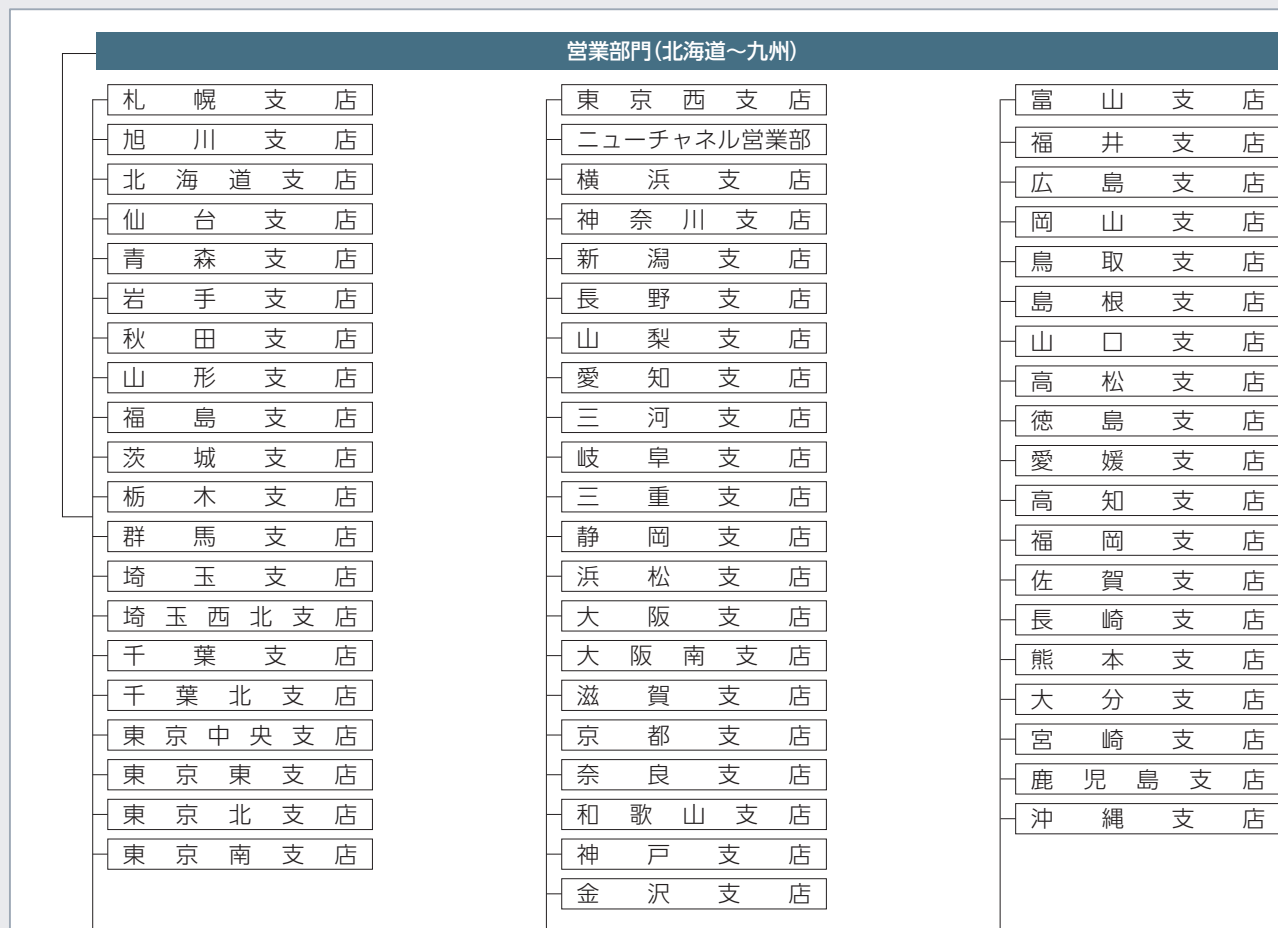 営業部門(北海道～九州)
札幌支店
旭川支店
北海道支店
仙台支店
青森支店
岩手支店
秋田支店
山形支店
福島支店
茨城支店
栃木支店
群馬支店
埼玉支店
埼玉西北支店
千葉支店
千葉北支店
東京中央支店
東京東支店
東京北支店
東京南支店
東京西支店
ニューチャネル営業部
横浜支店
神奈川支店
新潟支店
長野支店
山梨支店
愛知支店
三河支店
岐阜支店
三重支店
静岡支店
浜松支店
大阪支店
大阪南支店
滋賀支店
京都支店
奈良支店
和歌山支店
神戸支店
金沢支店
富山支店
福井支店
広島支店
岡山支店
鳥取支店
島根支店
山口支店
高松支店
徳島支店
愛媛支店
高知支店
福岡支店
佐賀支店
長崎支店
熊本支店
大分支店
宮崎支店
鹿児島支店
沖縄支店